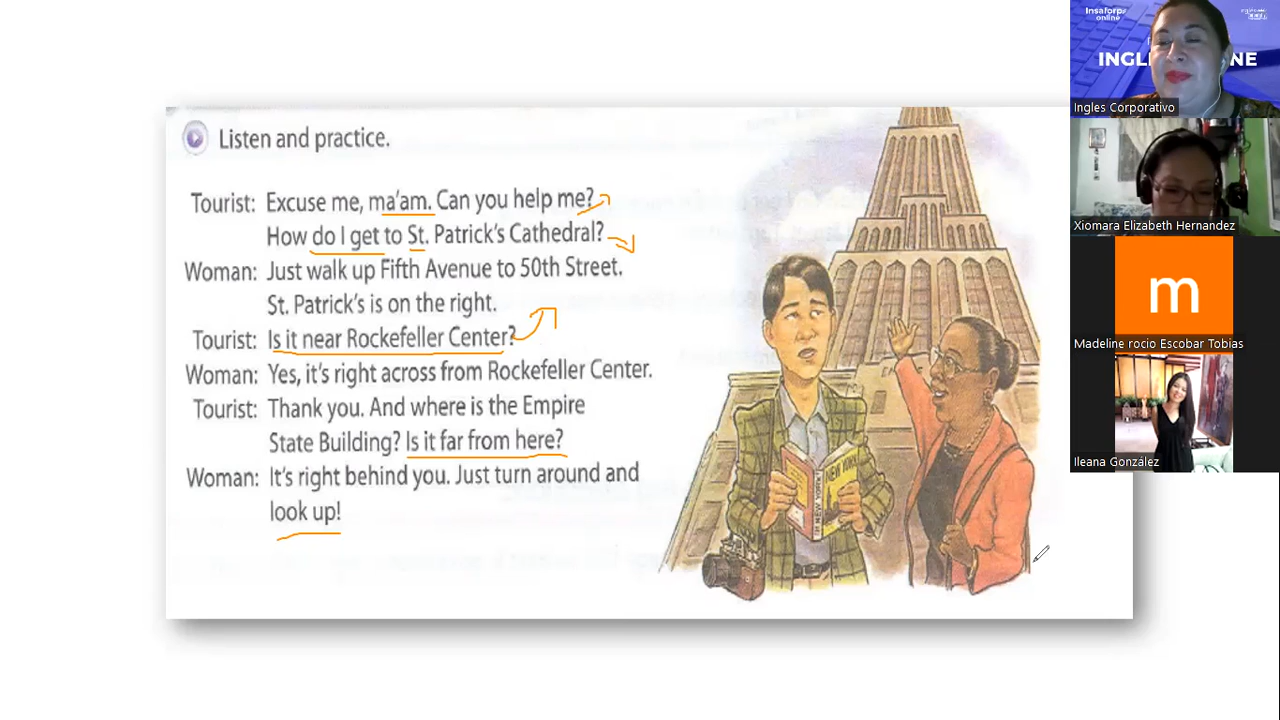 Listen and practice.
Tourist: Excuse me, ma'am. Can you help me?
How do I get to St. Patrick's Cathedral?
Woman: Just walk up Fifth Avenue to 50th Street.
St. Patrick's is on the right.
Tourist: Is it near Rockefeller Center?
Woman: Yes, it's right across from Rockefeller Center.
Tourist: Thank you. And where is the Empire
State Building? Is it far from here?
Woman: It's right behind you. Just turn around and
look up!
NEW YORK
Insaforp
online
Ingles Corporativo
Xiomara Elizabeth Hernandez
Madeline rocio Escobar Tobias
m
Ileana González